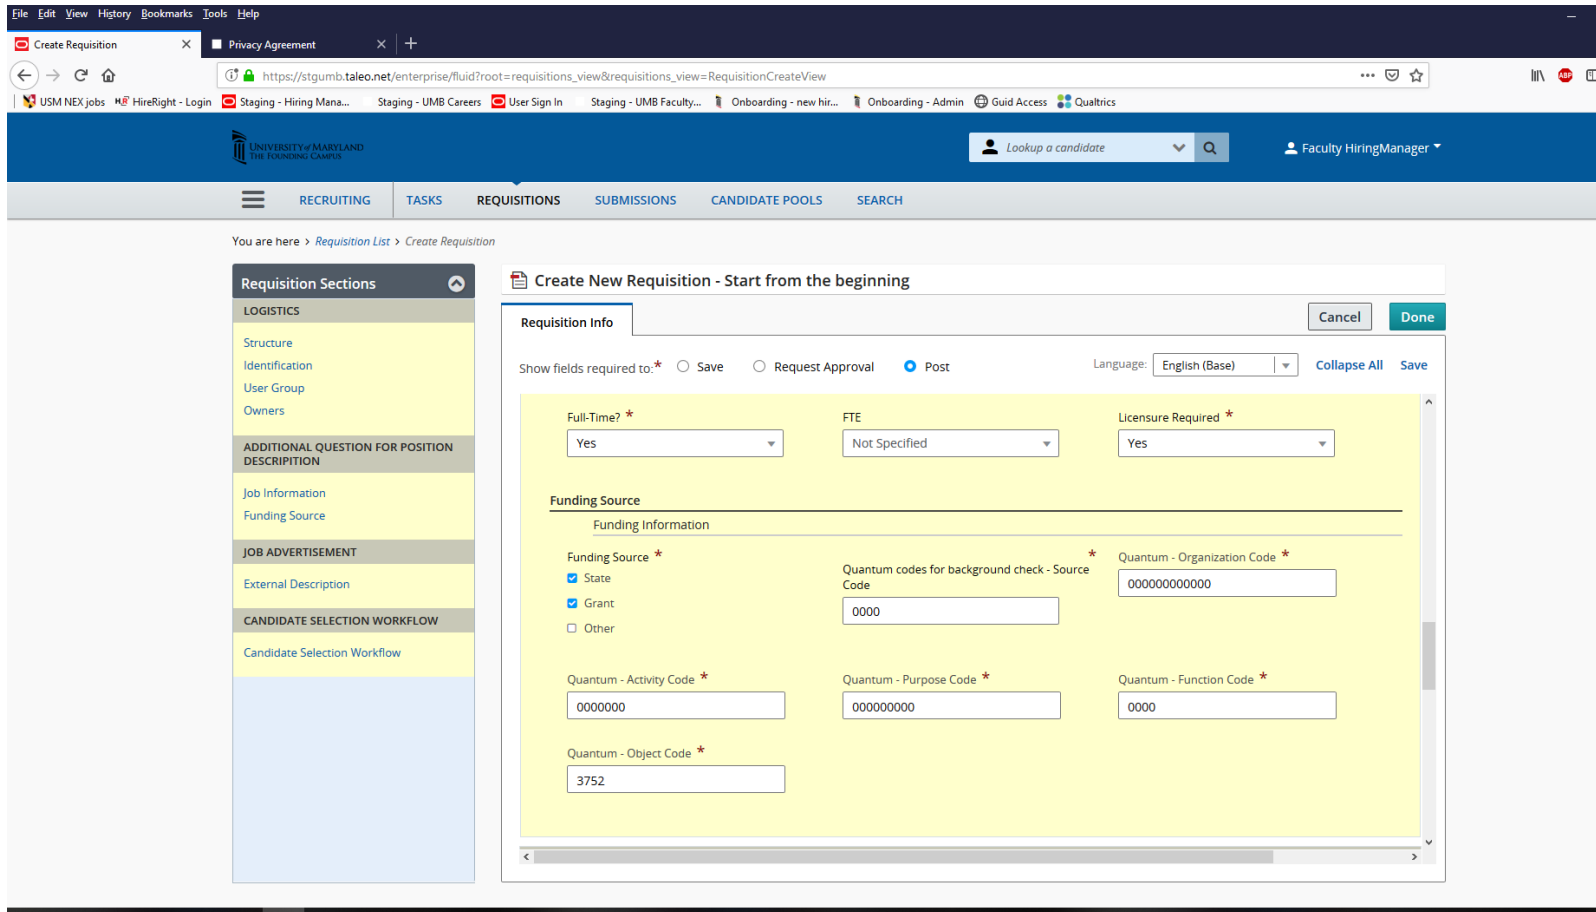 File Edit View History Bookmarks Tools Help
Create Requisition
Privacy Agreement
https://stgumb.taleo.net/enterprise/fluid?root=requisitions_view&requisitions_view=RequisitionCreateView
ABP
USM NEX jobs HireRight - Login Staging - Hiring Mana... Staging - UMB Careers User Sign In Staging - UMB Faculty... Onboarding - new hir... Onboarding - Admin Guid Access Qualtrics
UNIVERSITY of MARYLAND
THE FOUNDING CAMPUS
Lookup a candidate
Faculty HiringManager
RECRUITING TASKS REQUISITIONS SUBMISSIONS CANDIDATE POOLS SEARCH
You are here > Requisition List > Create Requisition
Requisition Sections
LOGISTICS
Structure
Identification
User Group
Owners
ADDITIONAL QUESTION FOR POSITION
DESCRIPITION
Job Information
Funding Source
JOB ADVERTISEMENT
External Description
CANDIDATE SELECTION WORKFLOW
Candidate Selection Workflow
Create New Requisition - Start from the beginning
Requisition Info
Cancel Done
Show fields required to:* Save Request Approval Post
Language: English (Base) Collapse All Save
Full-Time? * FTE Licensure Required *
Yes Not Specified Yes
Funding Source
Funding Information
Funding Source *
State
Grant
Other
Quantum codes for background check - Source *
Code
0000
Quantum - Organization Code *
000000000000
Quantum - Activity Code * Quantum - Purpose Code * Quantum - Function Code *
0000000 000000000 0000
Quantum - Object Code *
3752